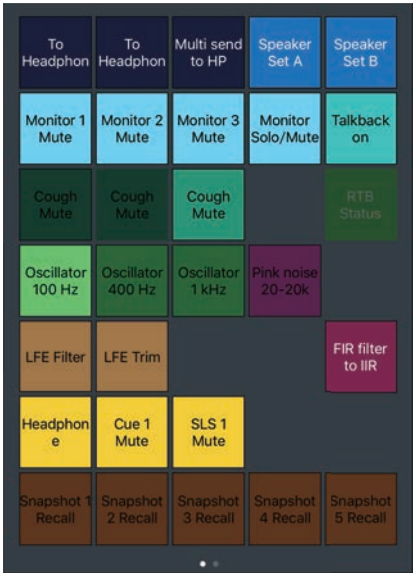 To
Headphon
To
Headphon
Multi send
to HP
Speaker
Set A
Speaker
Set B
Monitor 1
Mute
Monitor 2
Mute
Monitor 3
Mute
Monitor
Solo/Mute
Talkback
on
Cough
Mute
Cough
Mute
Cough
Mute
RTB
Status
Oscillator
100 Hz
Oscillator
400 Hz
Oscillator
1 kHz
Pink noise
20-20k
LFE Filter
LFE Trim
FIR filter
to IIR
Headphon
e
Cue 1
Mute
SLS 1
Mute
Snapshot 1
Recall
Snapshot
2 Recall
Snapshot
3 Recall
Snapshot
4 Recall
Snapshot
5 Recall